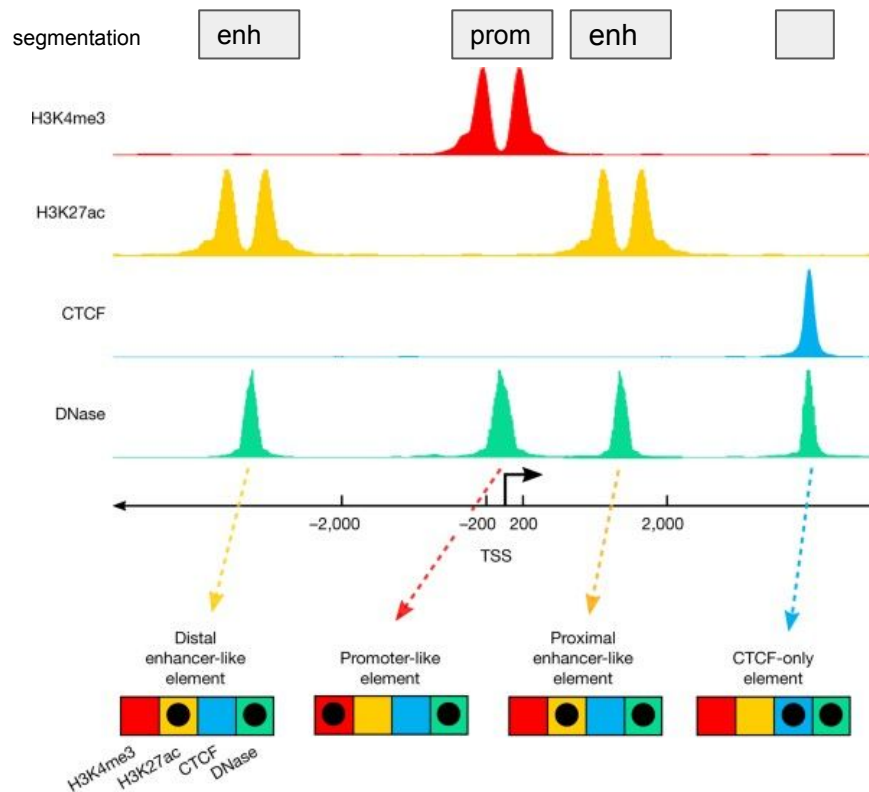 segmentation enh prom enh
H3K4me3
H3K27ac
CTCF
DNase
−2,000 −200 200 2,000
TSS
Distal
enhancer-like
element
Promoter-like
element
Proximal
enhancer-like
element
CTCF-only
element
H3K4me3
H3K27ac
CTCF
DNase